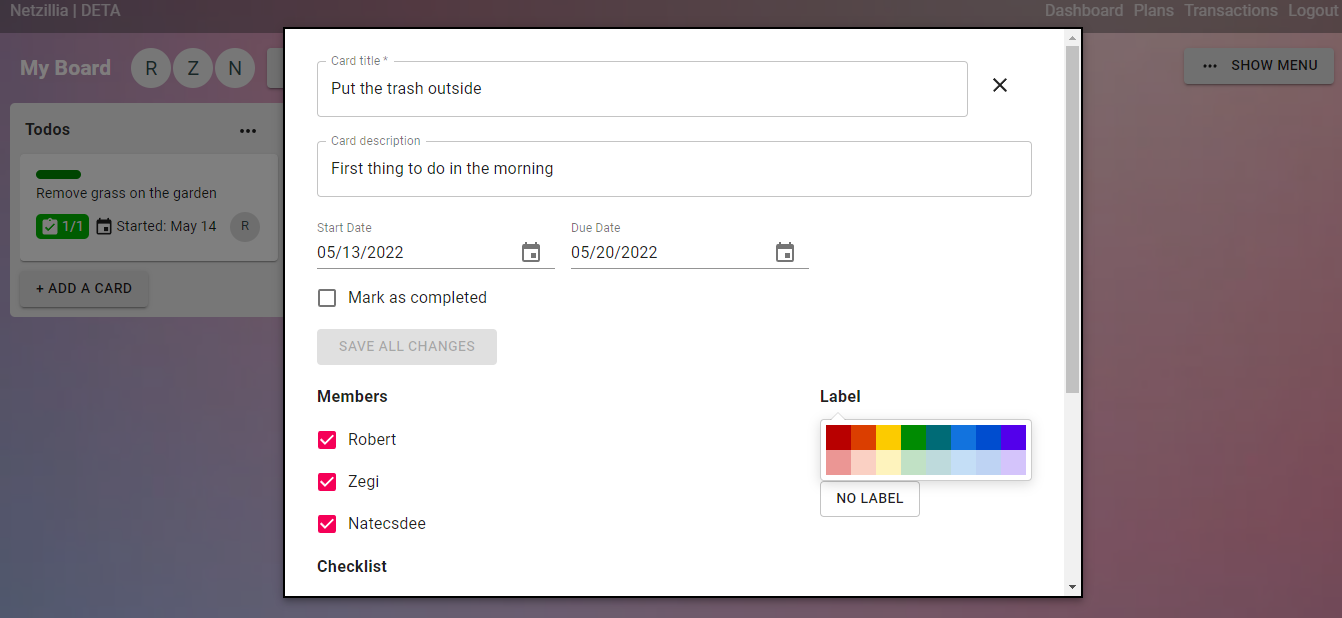 Netzillia | DETA
Dashboard Plans Transactions Logout
My Board R Z N
••• SHOW MENU
Todos •••
Remove grass on the garden
1/1 Started: May 14 R
+ ADD A CARD
Card title *
Put the trash outside
Card description
First thing to do in the morning
Start Date Due Date
05/13/2022 05/20/2022
Mark as completed
SAVE ALL CHANGES
Members Label
Robert
Zegi
NO LABEL
Natecsdee
Checklist